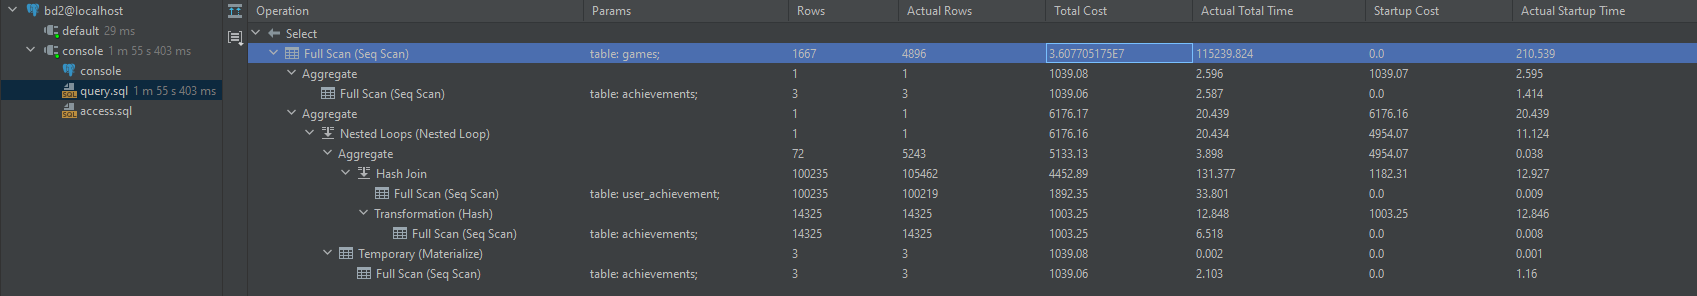 bd2@localhost
default 29 ms
console 1 m 55 s 403 ms
console
query.sql 1 m 55 s 403 ms
access.sql
Operation Params Rows Actual Rows Total Cost Actual Total Time Startup Cost Actual Startup Time
Select
Full Scan (Seq Scan) table: games; 1667 4896 3.607705175E7 115239.824 0.0 210.539
Aggregate 1 1 1039.08 2.596 1039.07 2.595
Full Scan (Seq Scan) table: achievements; 3 3 1039.06 2.587 0.0 1.414
Aggregate 1 1 6176.17 20.439 6176.16 20.439
Nested Loops (Nested Loop) 1 1 6176.16 20.434 4954.07 11.124
Aggregate 72 5243 5133.13 3.898 4954.07 0.038
Hash Join 100235 105462 4452.89 131.377 1182.31 12.927
Full Scan (Seq Scan) table: user_achievement; 100235 100219 1892.35 33.801 0.0 0.009
Transformation (Hash) 14325 14325 1003.25 12.848 1003.25 12.846
Full Scan (Seq Scan) table: achievements; 14325 14325 1003.25 6.518 0.0 0.008
Temporary (Materialize) 3 3 1039.08 0.002 0.0 0.001
Full Scan (Seq Scan) table: achievements; 3 3 1039.06 2.103 0.0 1.16